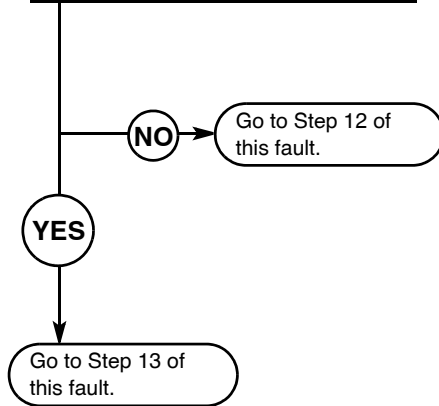 NO
Go to Step 12 of
this fault.
YES
Go to Step 13 of
this fault.